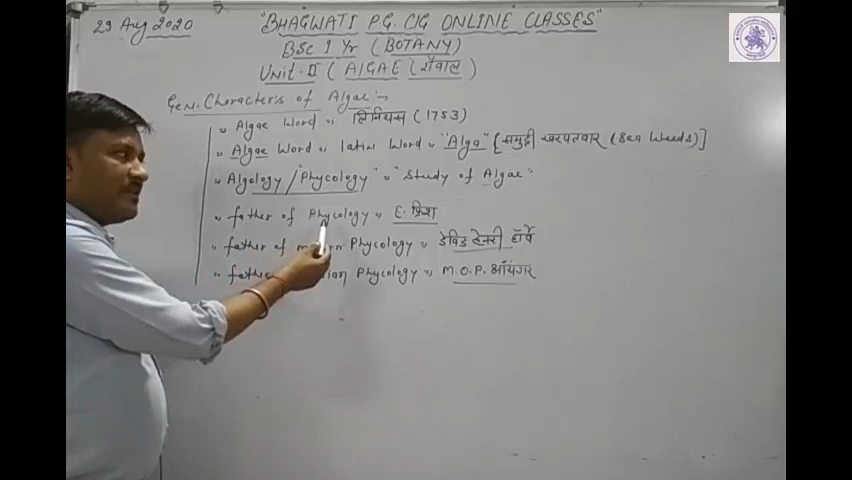 29 Aug 2020
"BHAGWATI PG. CIG ONLINE CLASSES"
BSc I Yr (BOTANY)
Unit-II (ALGAE (शैवाल)
Gen. Characters of Algae:-
" Algae Word " लिनियस (1753)
" Algae Word " latin Word " "Alga" [समुद्री खरपतवार (Sea Weeds)]
" Algology / "Phycology" " "Study of Algae"
" father of Phycology " F. फ्रिश
" father of Phycology " डेविड हेनरी हॉर्वे
" father Phycology " M.O.P. आयंगर